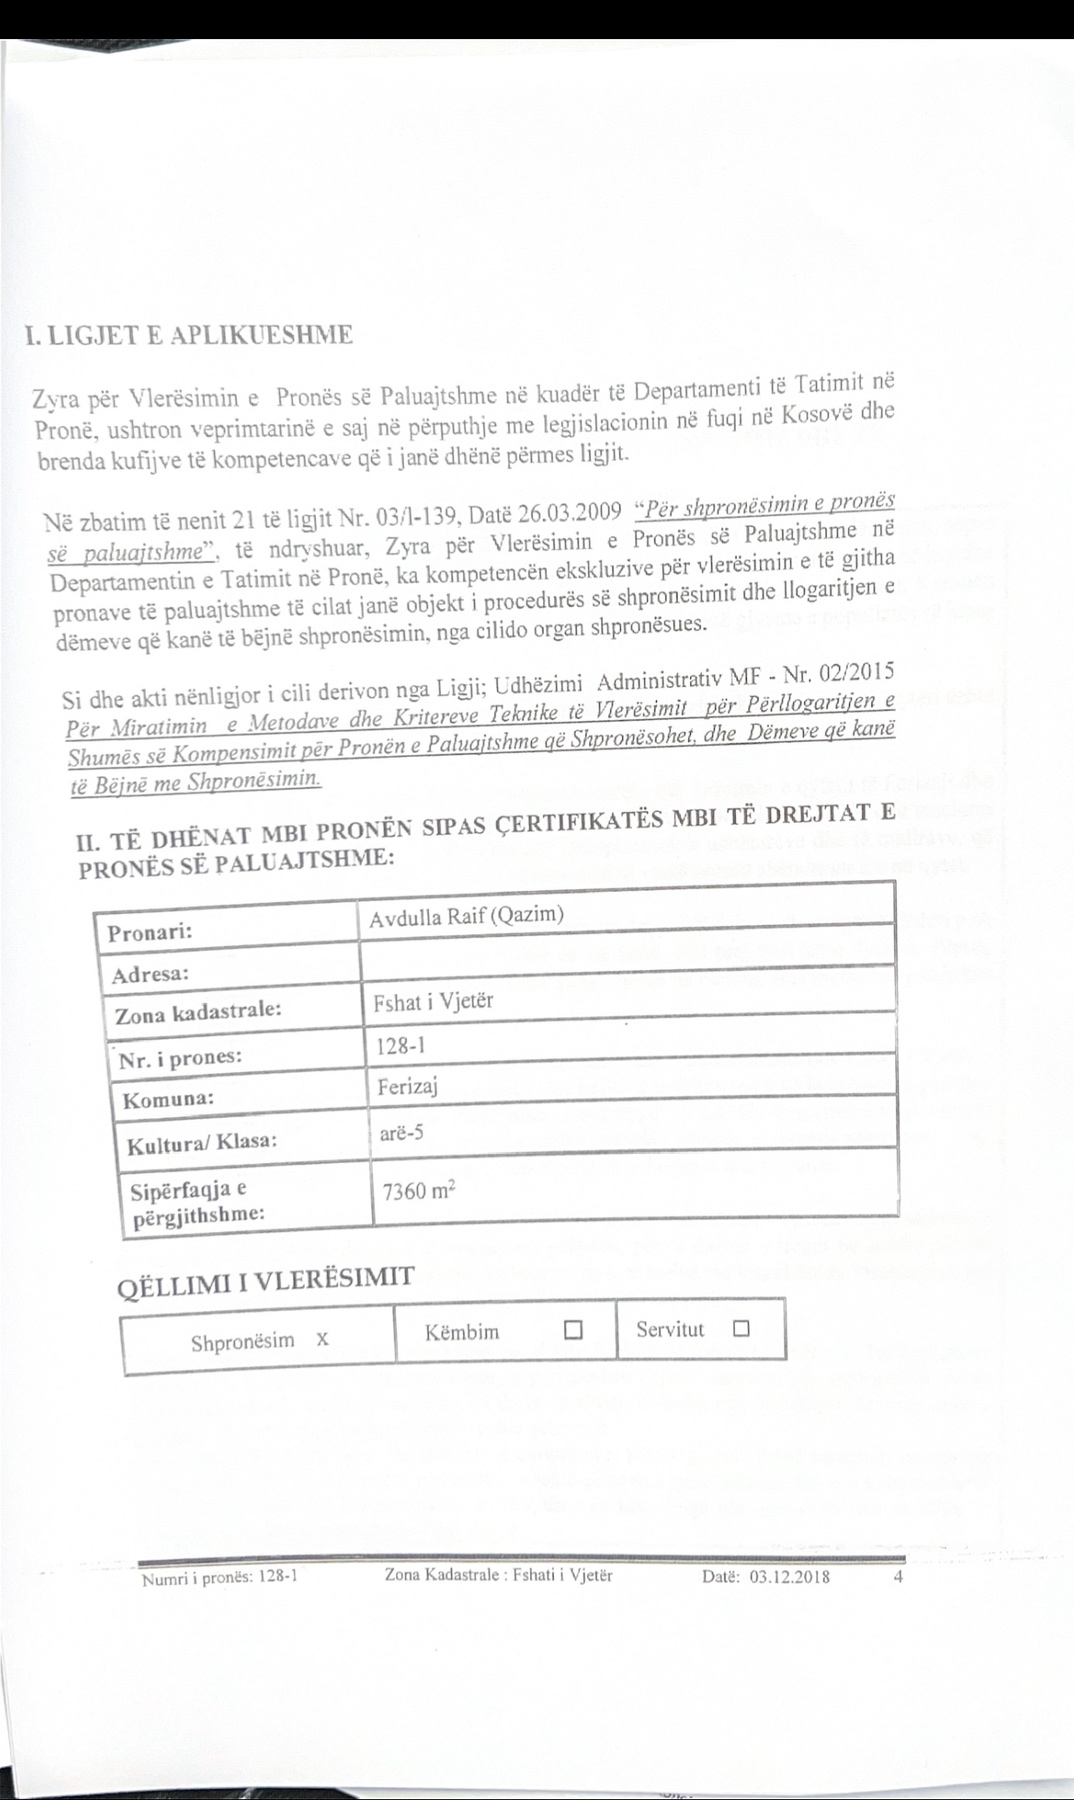 I. LIGJET E APLIKUESHME
Zyra për Vlerësimin e Pronës së Paluajtshme në kuadër të Departamenti të Tatimit në
Pronë, ushtron veprimtarinë e saj në përputhje me legjislacionin në fuqi në Kosovë dhe
brenda kufijve të kompetencave që i janë dhënë përmes ligjit.
Në zbatim të nenit 21 të ligjit Nr. 03/l-139, Datë 26.03.2009 “Për shpronësimin e pronës
së paluajtshme”, të ndryshuar, Zyra për Vlerësimin e Pronës së Paluajtshme në
Departamentin e Tatimit në Pronë, ka kompetencën ekskluzive për vlerësimin e të gjitha
pronave të paluajtshme të cilat janë objekt i procedurës së shpronësimit dhe llogaritjen e
dëmeve që kanë të bëjnë shpronësimin, nga cilido organ shpronësues.
Si dhe akti nënligjor i cili derivon nga Ligji; Udhëzimi Administrativ MF - Nr. 02/2015
Për Miratimin e Metodave dhe Kritereve Teknike të Vlerësimit për Përllogaritjen e
Shumës së Kompensimit për Pronën e Paluajtshme që Shpronësohet, dhe Dëmeve që kanë
të Bëjnë me Shpronësimin.
II. TË DHËNAT MBI PRONËN SIPAS ÇERTIFIKATËS MBI TË DREJTAT E
PRONËS SË PALUAJTSHME:
Pronari: Avdulla Raif (Qazim)
Adresa:
Zona kadastrale: Fshat i Vjetër
Nr. i prones: 128-1
Komuna: Ferizaj
Kultura/ Klasa: arë-5
Sipërfaqja e
përgjithshme: 7360 m²
QËLLIMI I VLERËSIMIT
Shpronësim x Këmbim ☐ Servitut ☐
Numri i pronës: 128-1 Zona Kadastrale : Fshati i Vjetër Datë: 03.12.2018 4